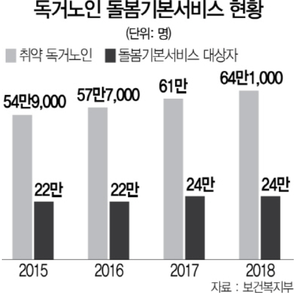 독거노인 돌봄기본서비스 현황
(단위: 명)
취약 독거노인 돌봄기본서비스 대상자
54만9,000 57만7,000 61만 64만1,000
22만 22만 24만 24만
2015 2016 2017 2018
자료 : 보건복지부